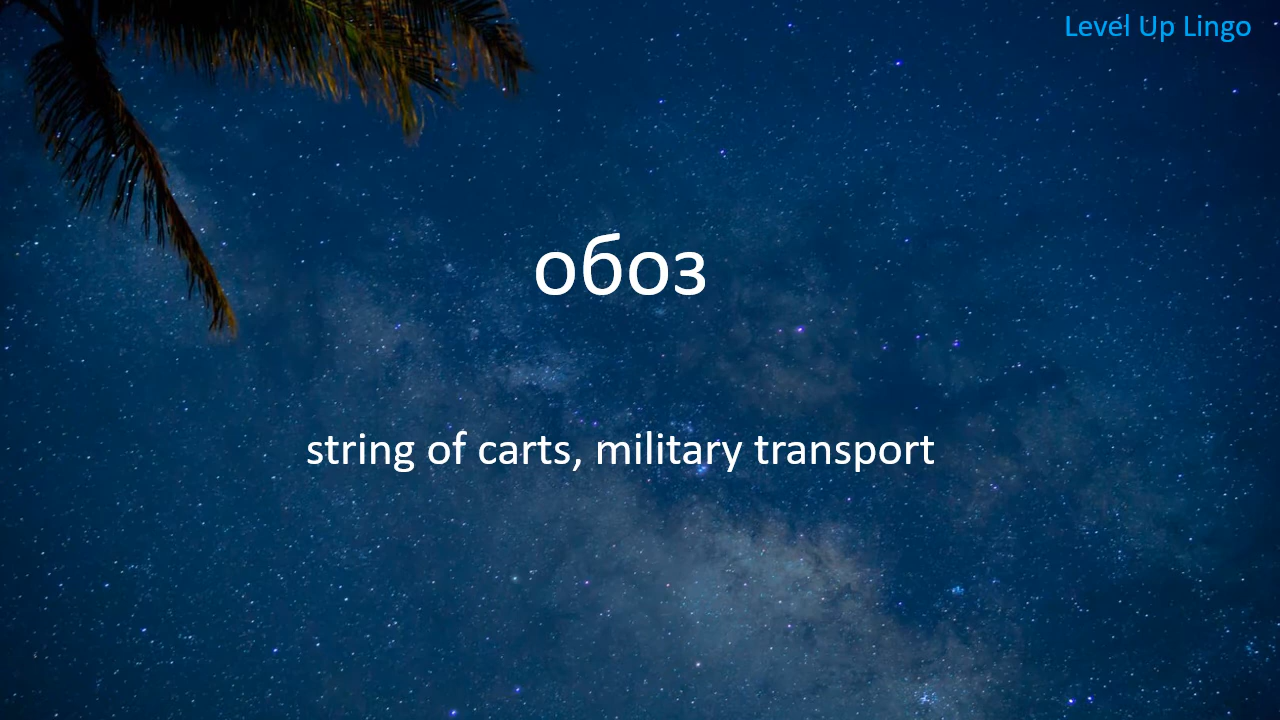 Level Up Lingo
обоз
string of carts, military transport